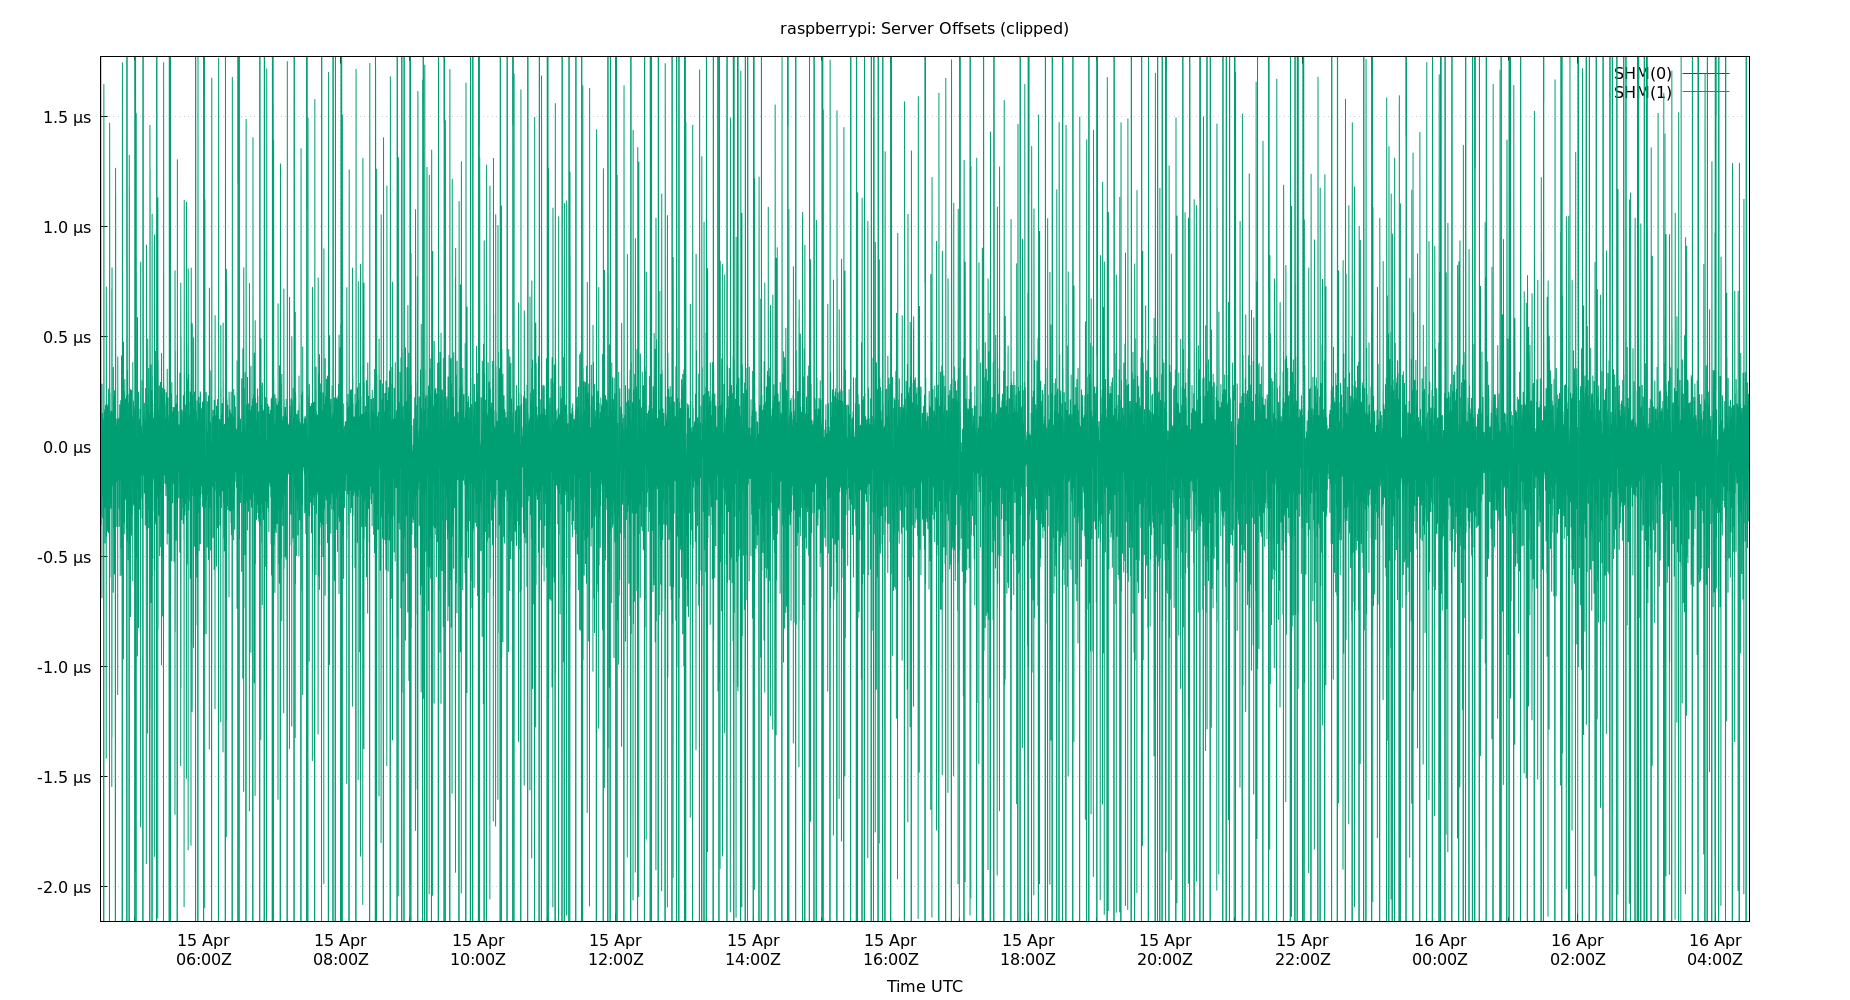 raspberrypi: Server Offsets (clipped)
SHM(0)
SHM(1)
1.5 µs
1.0 µs
0.5 µs
0.0 µs
-0.5 µs
-1.0 µs
-1.5 µs
-2.0 µs
15 Apr 15 Apr 15 Apr 15 Apr 15 Apr 15 Apr 15 Apr 15 Apr 15 Apr 16 Apr 16 Apr 16 Apr
06:00Z 08:00Z 10:00Z 12:00Z 14:00Z 16:00Z 18:00Z 20:00Z 22:00Z 00:00Z 02:00Z 04:00Z
Time UTC